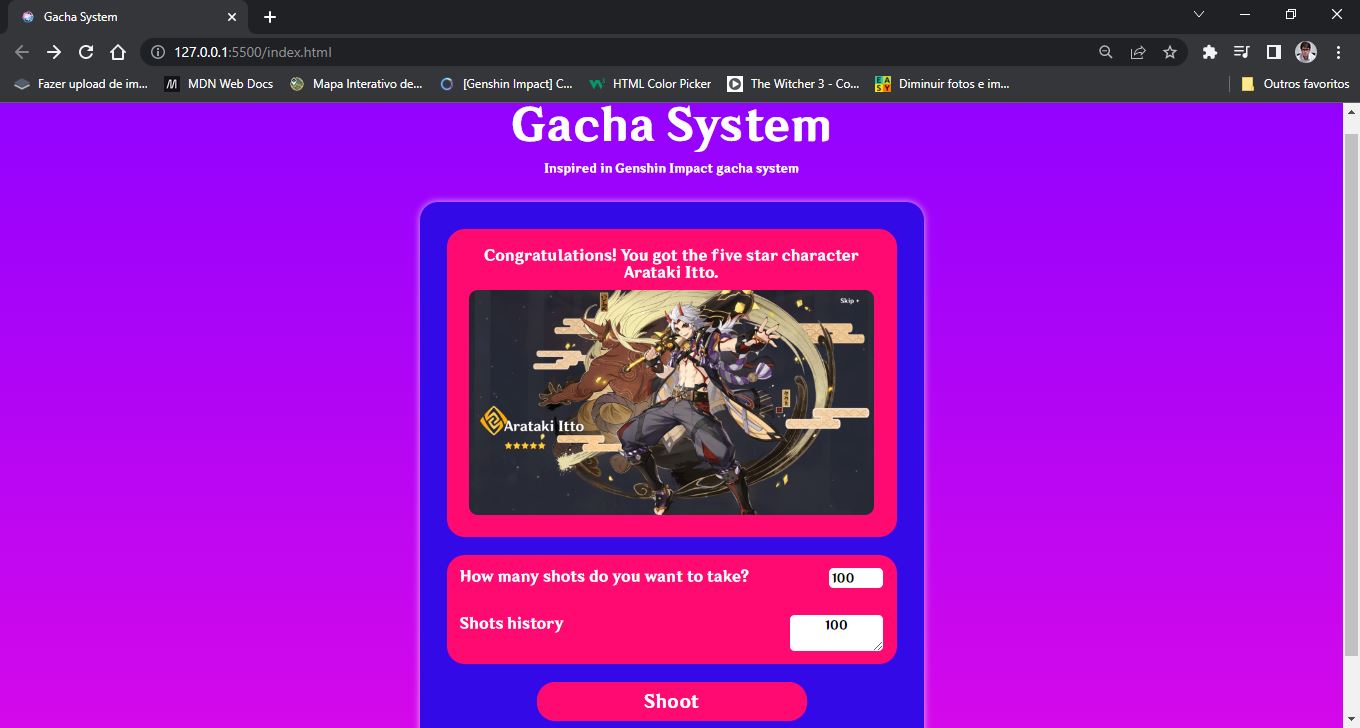 Gacha System
127.0.0.1:5500/index.html
Fazer upload de im...
MDN Web Docs
Mapa Interativo de...
[Genshin Impact] C...
HTML Color Picker
The Witcher 3 - Co...
EA
SY
Diminuir fotos e im...
Outros favoritos
Gacha System
Inspired in Genshin Impact gacha system
Congratulations! You got the five star character
Arataki Itto.
Skip
Arataki Itto
How many shots do you want to take?
100
Shots history
100
Shoot